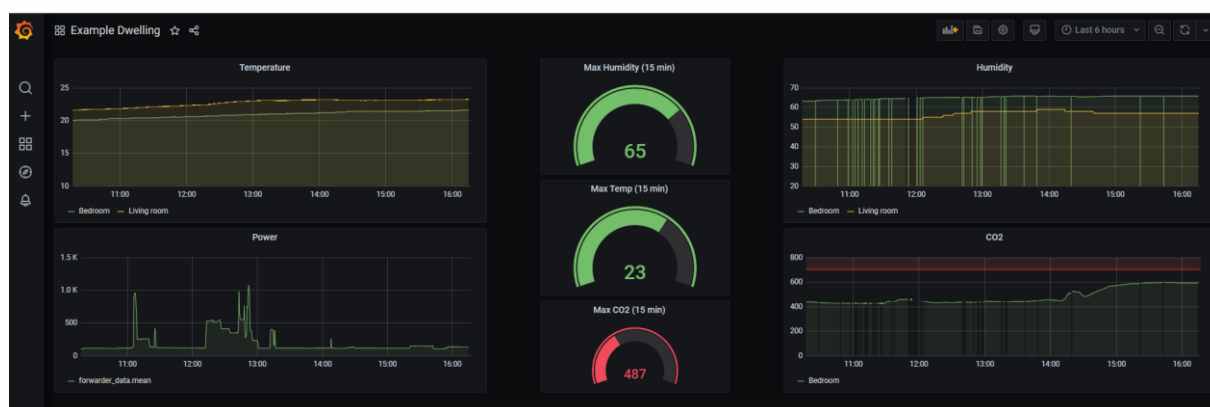 Example Dwelling
Last 6 hours
Temperature
25
20
15
10
11:00 12:00 13:00 14:00 15:00 16:00
Bedroom Living room
Max Humidity (15 min)
65
Humidity
70
60
50
40
30
20
11:00 12:00 13:00 14:00 15:00 16:00
Bedroom Living room
Max Temp (15 min)
23
Power
1.5 K
1.0 K
500
0
11:00 12:00 13:00 14:00 15:00 16:00
forwarder_data.mean
Max CO2 (15 min)
487
CO2
800
600
400
200
0
11:00 12:00 13:00 14:00 15:00 16:00
Bedroom